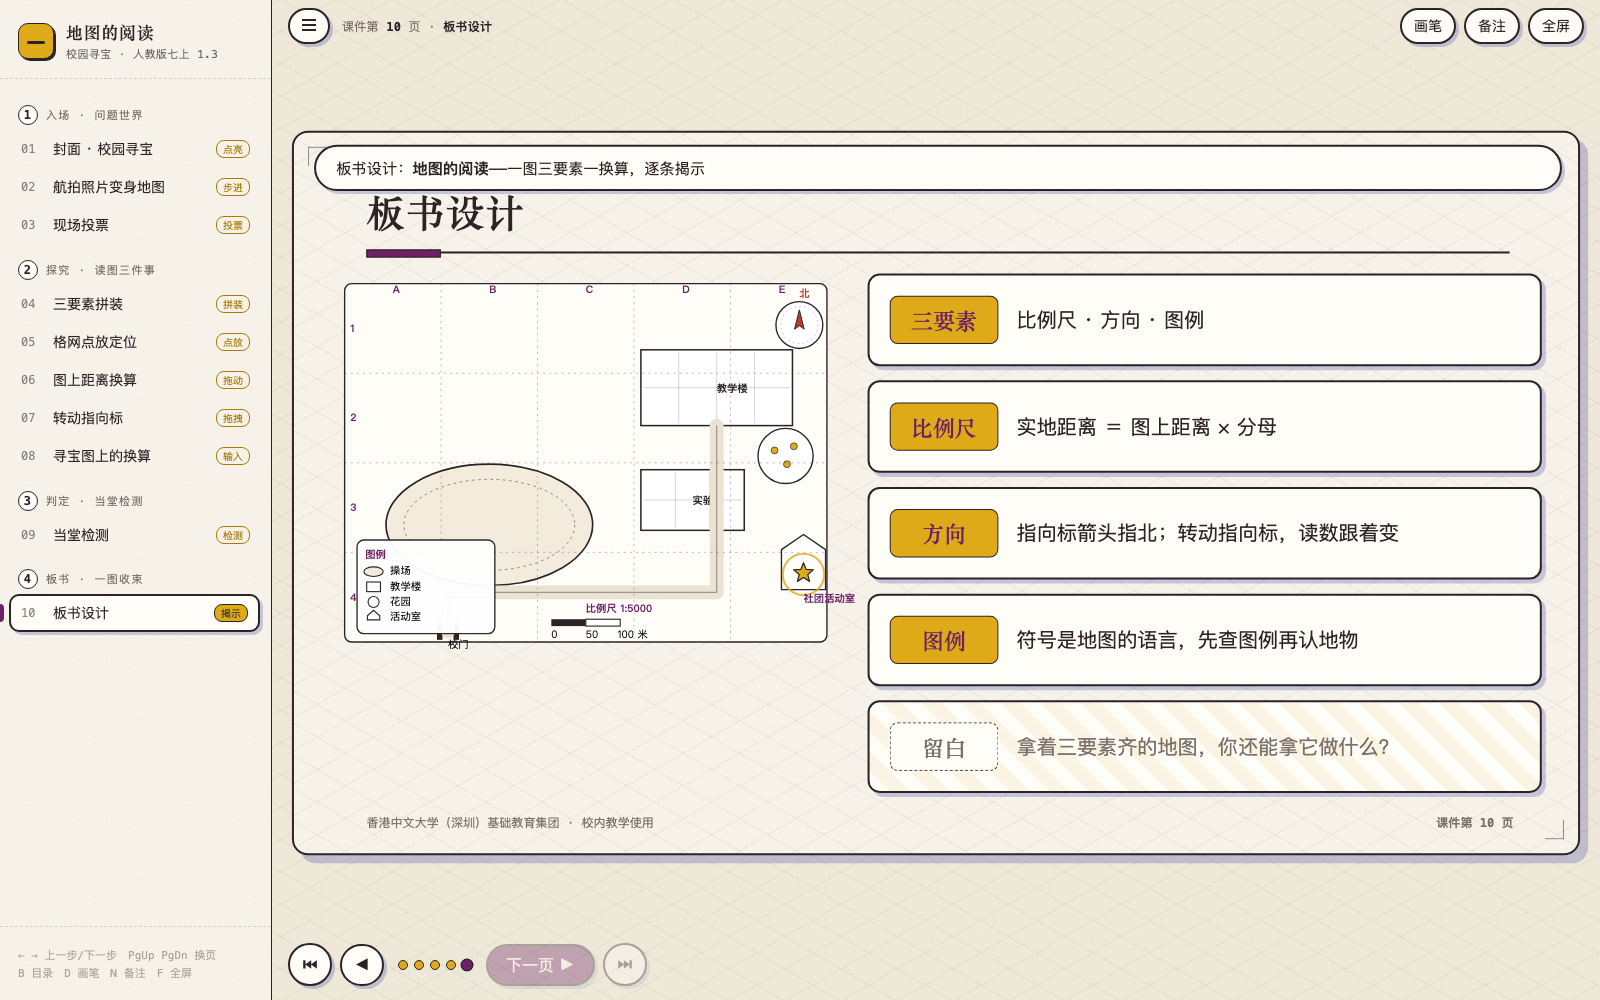 地图的阅读
校园寻宝 · 人教版七上 1.3
1 入场 · 问题世界
01 封面 · 校园寻宝 点亮
02 航拍照片变身地图 步进
03 现场投票 投票
2 探究 · 读图三件事
04 三要素拼装 拼装
05 格网点放定位 点放
06 图上距离换算 拖动
07 转动指向标 拖拽
08 寻宝图上的换算 输入
3 判定 · 当堂检测
09 当堂检测 检测
4 板书 · 一图收束
10 板书设计 揭示
← → 上一步/下一步 PgUp PgDn 换页
B 目录 D 画笔 N 备注 F 全屏
课件第 10 页 · 板书设计
画笔 备注 全屏
板书设计：地图的阅读——一图三要素一换算，逐条揭示
板书设计
A B C D E 北
1
教学楼
2
3
实验
图例
操场
教学楼
花园
活动室
4
社团活动室
比例尺 1:5000
0 50 100 米
校门
三要素 比例尺 · 方向 · 图例
比例尺 实地距离 ＝ 图上距离 × 分母
方向 指向标箭头指北；转动指向标，读数跟着变
图例 符号是地图的语言，先查图例再认地物
留白 拿着三要素齐的地图，你还能拿它做什么？
香港中文大学（深圳）基础教育集团 · 校内教学使用
课件第 10 页
下一页